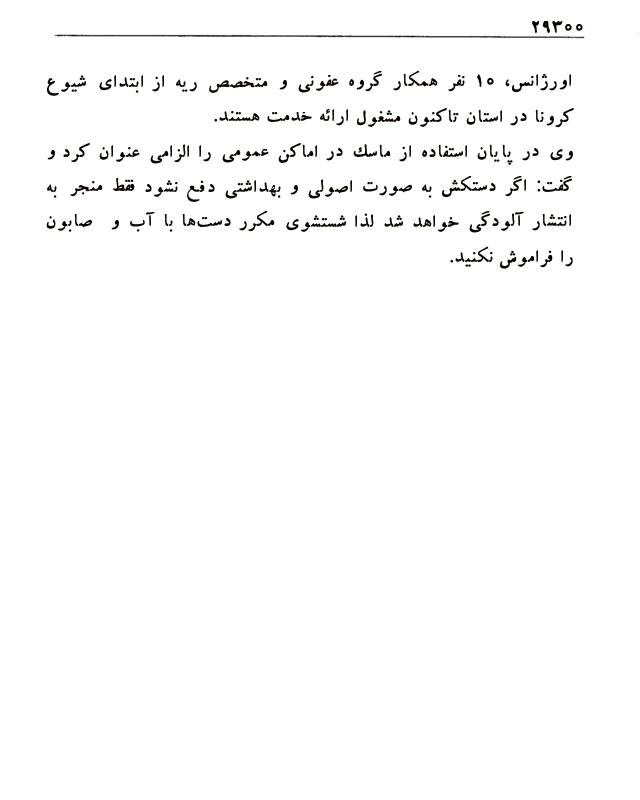 ۲۹۳۰۰
اورژانس، ۱۰ نفر همکار گروه عفونی و متخصص ریه از ابتدای شیوع
کرونا در استان تاکنون مشغول ارائه خدمت هستند.
وی در پایان استفاده از ماسك در اماکن عمومی را الزامی عنوان کرد و
گفت: اگر دستکش به صورت اصولی و بهداشتی دفع نشود فقط منجر به
انتشار آلودگی خواهد شد لذا شستشوی مکرر دست‌ها با آب و صابون
را فراموش نکنید.